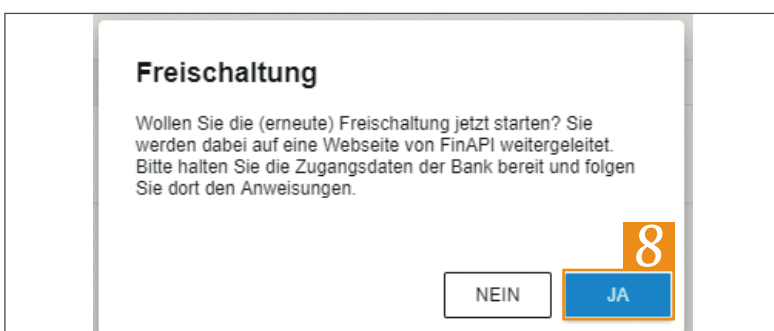 Freischaltung
Wollen Sie die (erneute) Freischaltung jetzt starten? Sie
werden dabei auf eine Webseite von FinAPI weitergeleitet.
Bitte halten Sie die Zugangsdaten der Bank bereit und folgen
Sie dort den Anweisungen.
8
NEIN JA